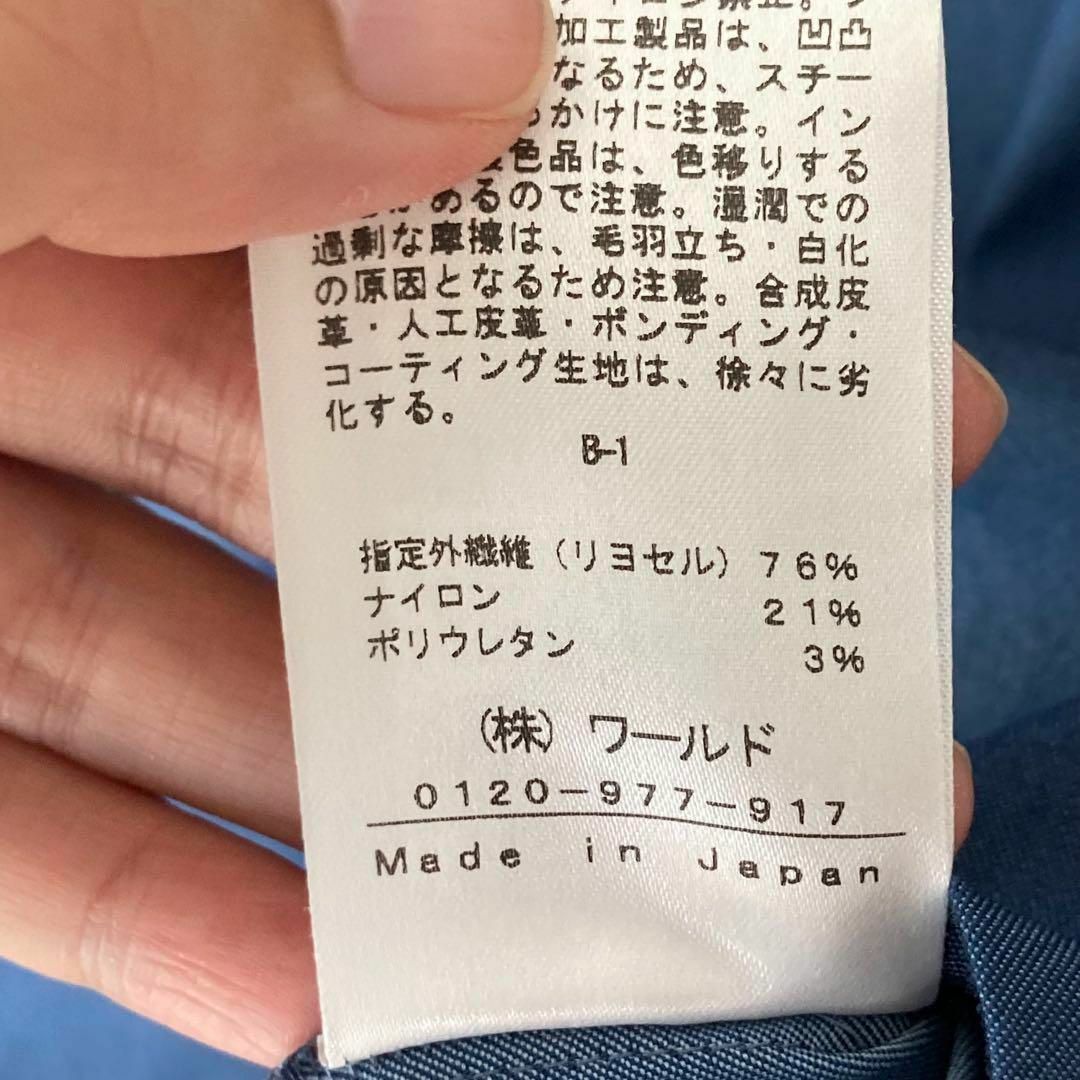 加工製品は、凹凸
なるため、スチー
かけに注意。イン
色品は、色移りする
があるので注意。湿潤での
過剰な摩擦は、毛羽立ち・白化
の原因となるため注意。合成皮
革・人工皮革・ボンディング・
コーティング生地は、徐々に劣
化する。
B-1
指定外繊維(リヨセル) 76%
ナイロン 21%
ポリウレタン 3%
(株) ワールド
0120-977-917
Made in Japan